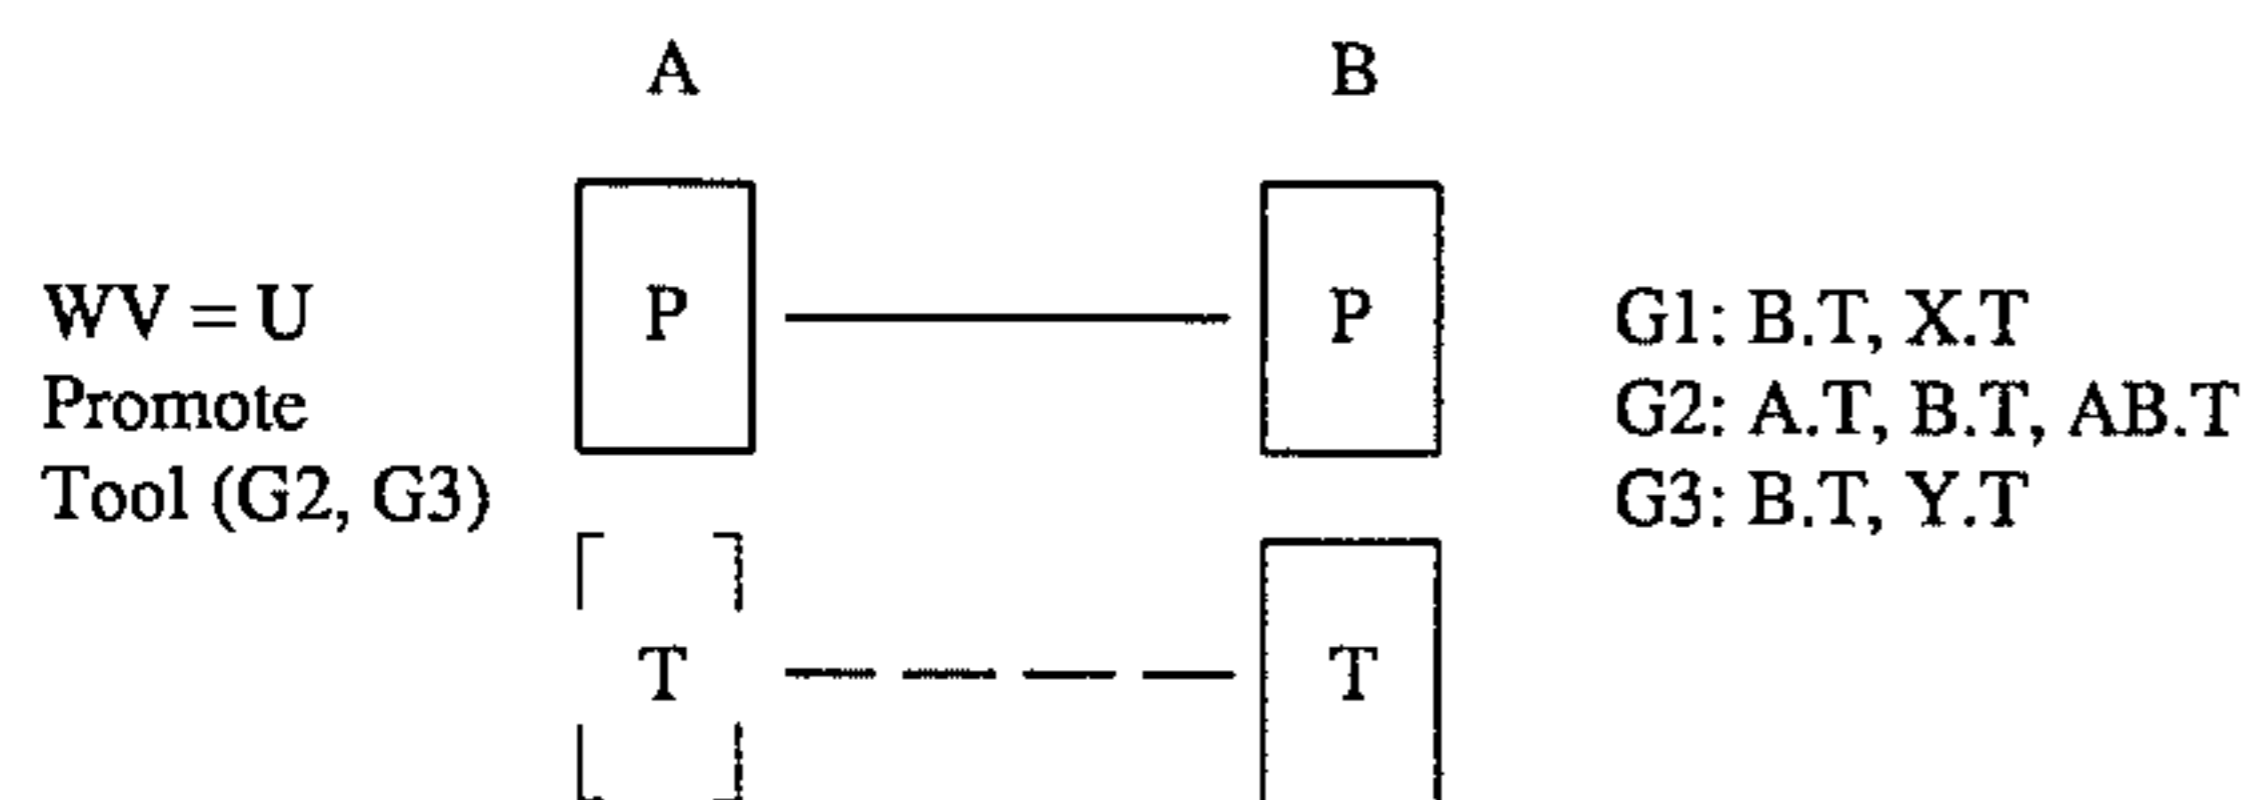 A B
P P
WV = U
Promote
Tool (G2, G3)
G1: B.T, X.T
G2: A.T, B.T, AB.T
G3: B.T, Y.T
T T